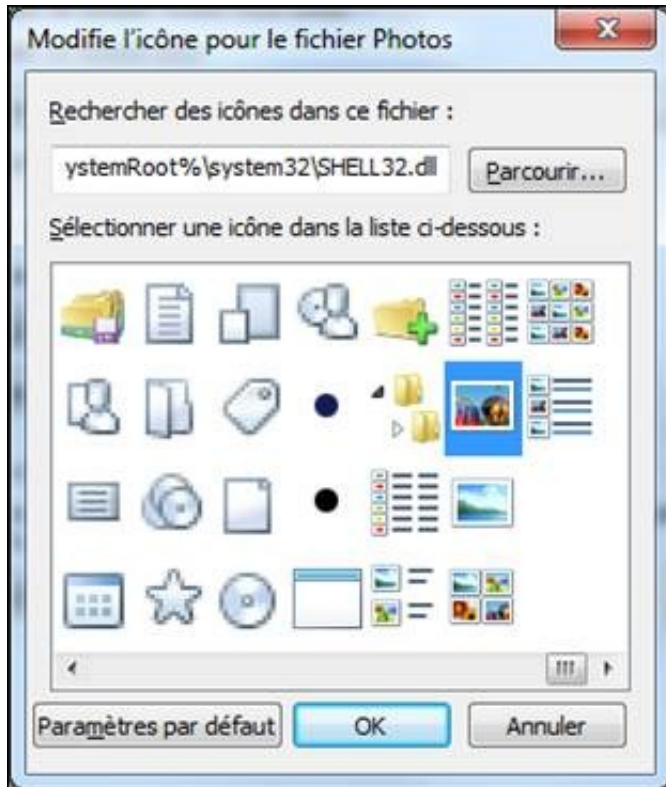 Modifie l'icône pour le fichier Photos
Rechercher des icônes dans ce fichier :
ystemRoot%\system32\SHELL32.dll
Parcourir...
Sélectionner une icône dans la liste ci-dessous :
Paramètres par défaut
OK
Annuler